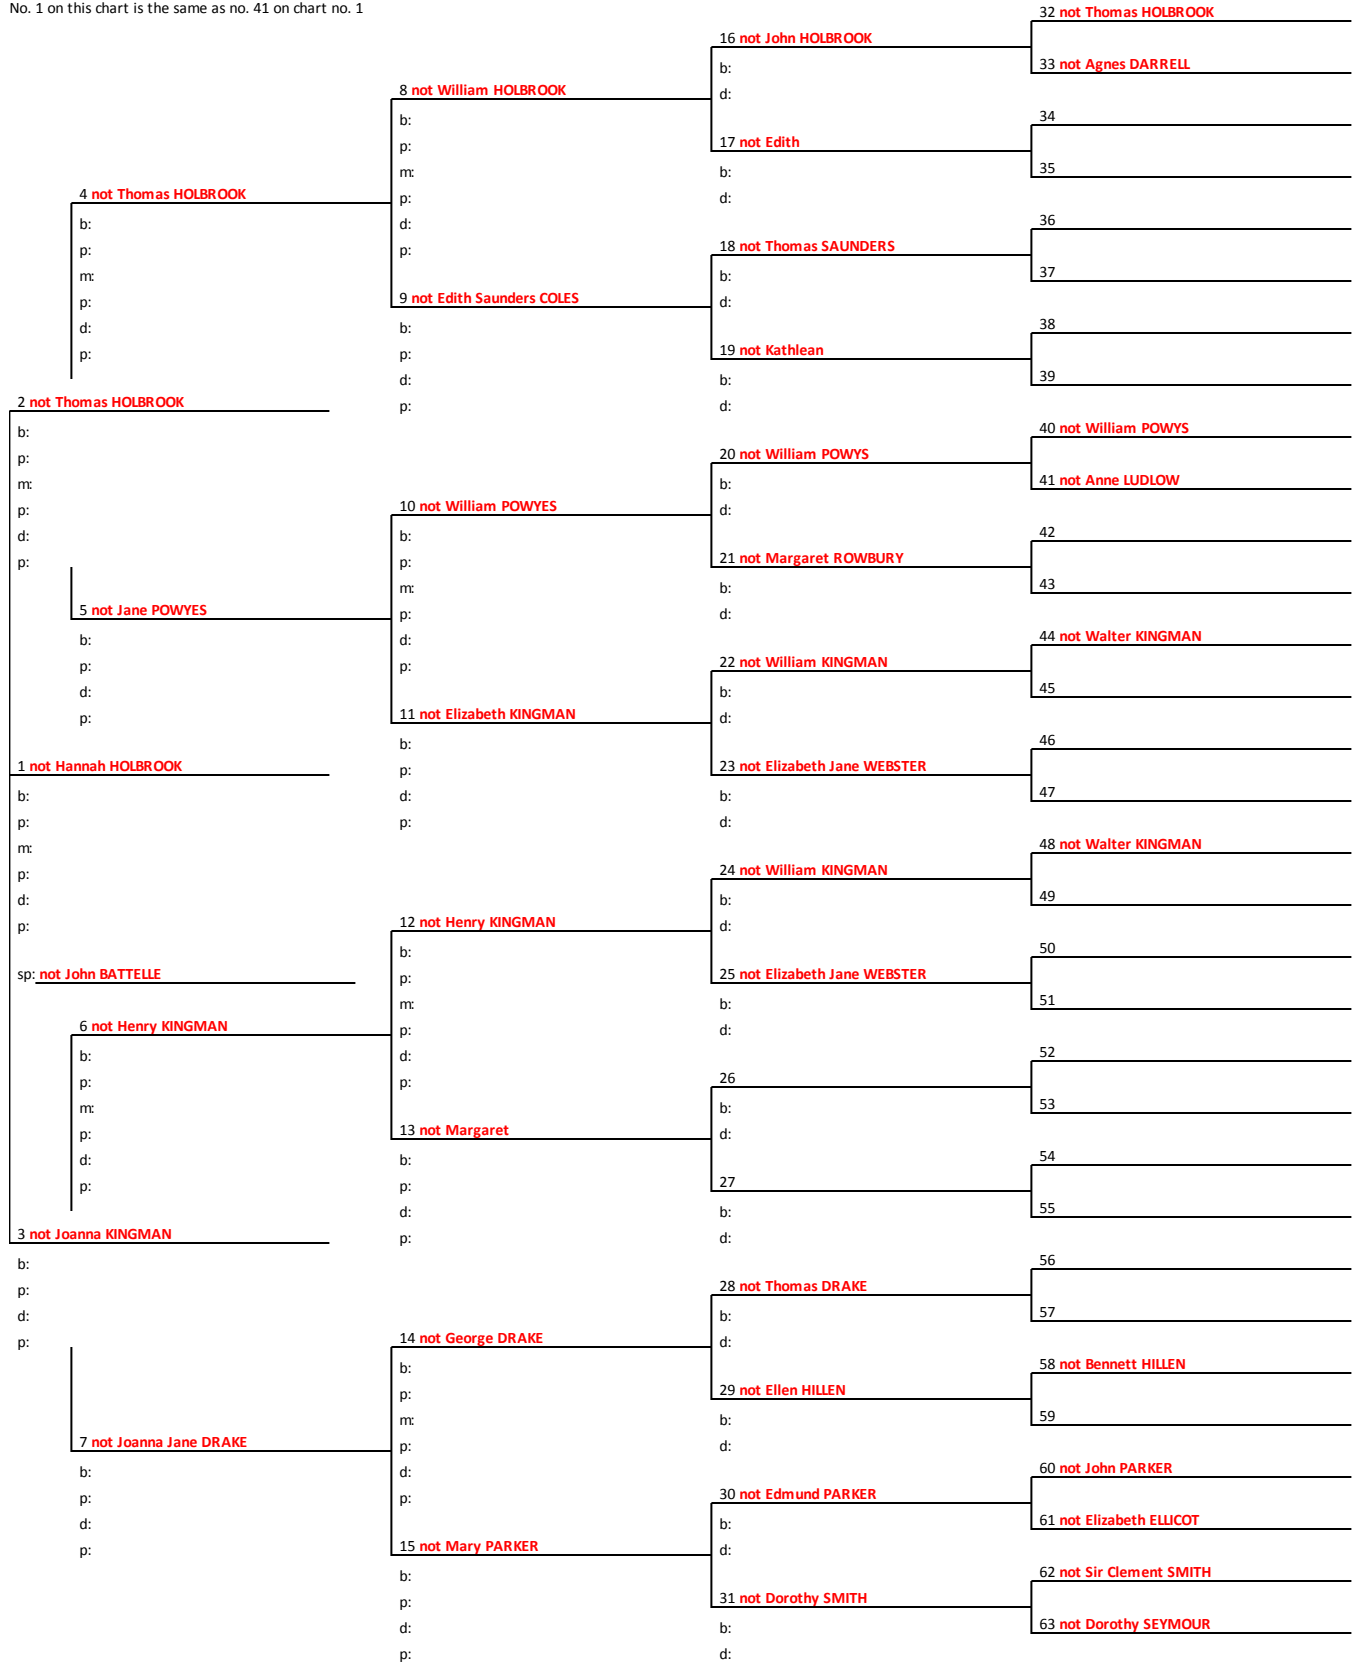 No. 1 on this chart is the same as no. 41 on chart no. 1
32 not Thomas HOLBROOK
16 not John HOLBROOK
b:
33 not Agnes DARRELL
8 not William HOLBROOK
d:
b:
34
p:
17 not Edith
m:
b:
35
4 not Thomas HOLBROOK
p:
d:
b:
d:
36
p:
p:
18 not Thomas SAUNDERS
m:
b:
37
p:
9 not Edith Saunders COLES
d:
d:
b:
38
p:
p:
19 not Kathlean
d:
b:
39
2 not Thomas HOLBROOK
p:
d:
b:
40 not William POWYS
p:
20 not William POWYS
m:
b:
41 not Anne LUDLOW
p:
10 not William POWYES
d:
d:
b:
42
p:
p:
21 not Margaret ROWBURY
m:
b:
43
5 not Jane POWYES
p:
d:
b:
d:
44 not Walter KINGMAN
p:
p:
22 not William KINGMAN
d:
b:
45
p:
11 not Elizabeth KINGMAN
d:
b:
46
1 not Hannah HOLBROOK
p:
23 not Elizabeth Jane WEBSTER
b:
d:
b:
47
p:
p:
d:
m:
48 not Walter KINGMAN
p:
24 not William KINGMAN
d:
b:
49
p:
12 not Henry KINGMAN
d:
b:
50
sp: not John BATTELLE
p:
25 not Elizabeth Jane WEBSTER
m:
b:
51
6 not Henry KINGMAN
p:
d:
b:
d:
52
p:
p:
26
m:
b:
53
p:
13 not Margaret
d:
d:
b:
54
p:
p:
27
d:
b:
55
3 not Joanna KINGMAN
p:
d:
b:
56
p:
28 not Thomas DRAKE
d:
b:
57
p:
14 not George DRAKE
d:
b:
58 not Bennett HILLEN
p:
29 not Ellen HILLEN
m:
b:
59
7 not Joanna Jane DRAKE
p:
d:
b:
d:
60 not John PARKER
p:
p:
30 not Edmund PARKER
d:
b:
61 not Elizabeth ELLICOT
p:
15 not Mary PARKER
d:
b:
62 not Sir Clement SMITH
p:
31 not Dorothy SMITH
d:
b:
63 not Dorothy SEYMOUR
p:
d: